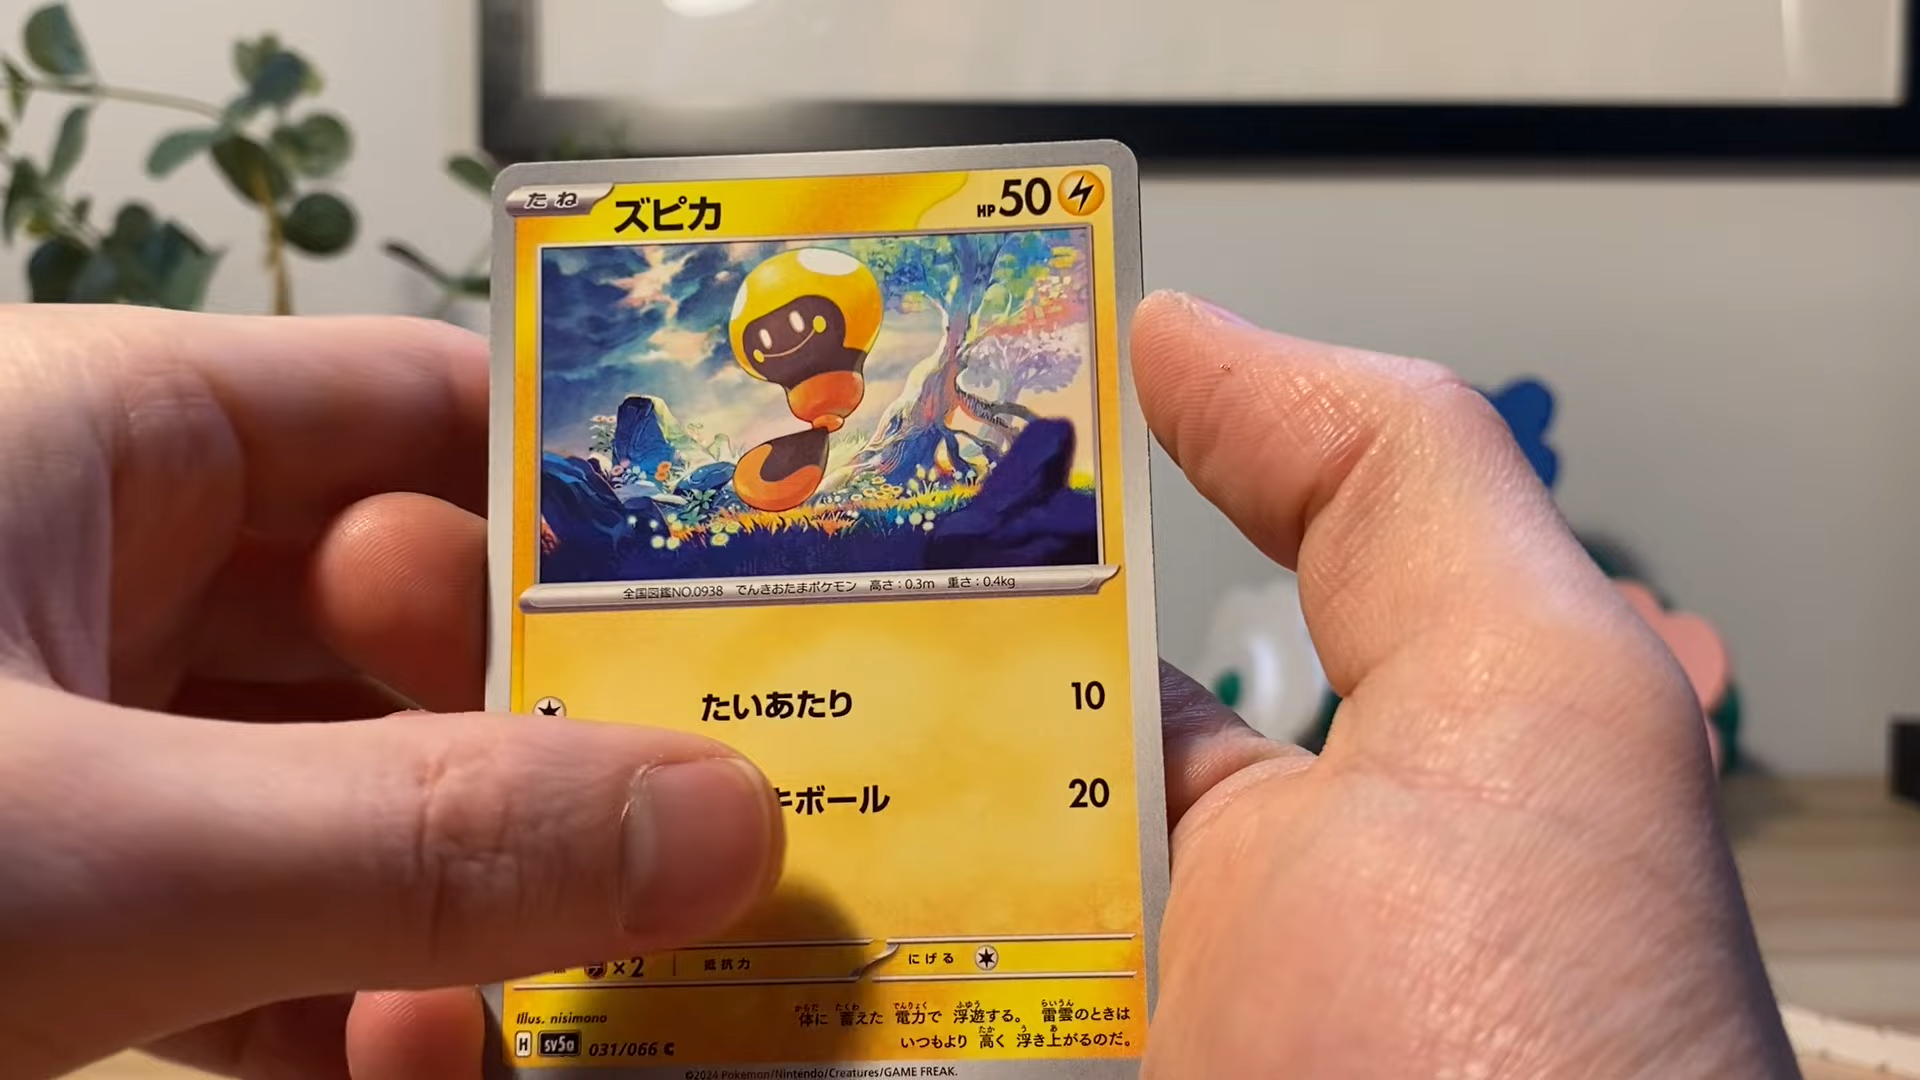 たね ズピカ HP50
全国図鑑NO.0938 でんきおたまポケモン 高さ:0.3m 重さ:0.4kg
たいあたり 10
キボール 20
×2 抵抗力 にげる
Illus. nisimono
体に 蓄えた 電力で 浮遊する。 雷雲のときは
いつもより 高く 浮き上がるのだ。
H sv5a 031/066 C
©2024 Pokémon/Nintendo/Creatures/GAME FREAK.